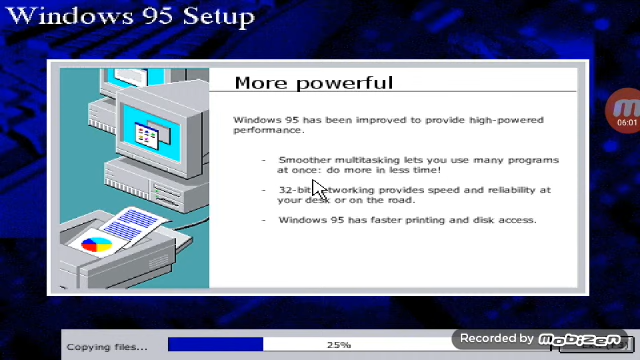 Windows 95 Setup
More powerful
Windows 95 has been improved to provide high-powered
performance.
- Smoother multitasking lets you use many programs
at once: do more in less time!
- 32-bit networking provides speed and reliability at
your desk or on the road.
- Windows 95 has faster printing and disk access.
06:01
Copying files...
25%
Recorded by mobizen